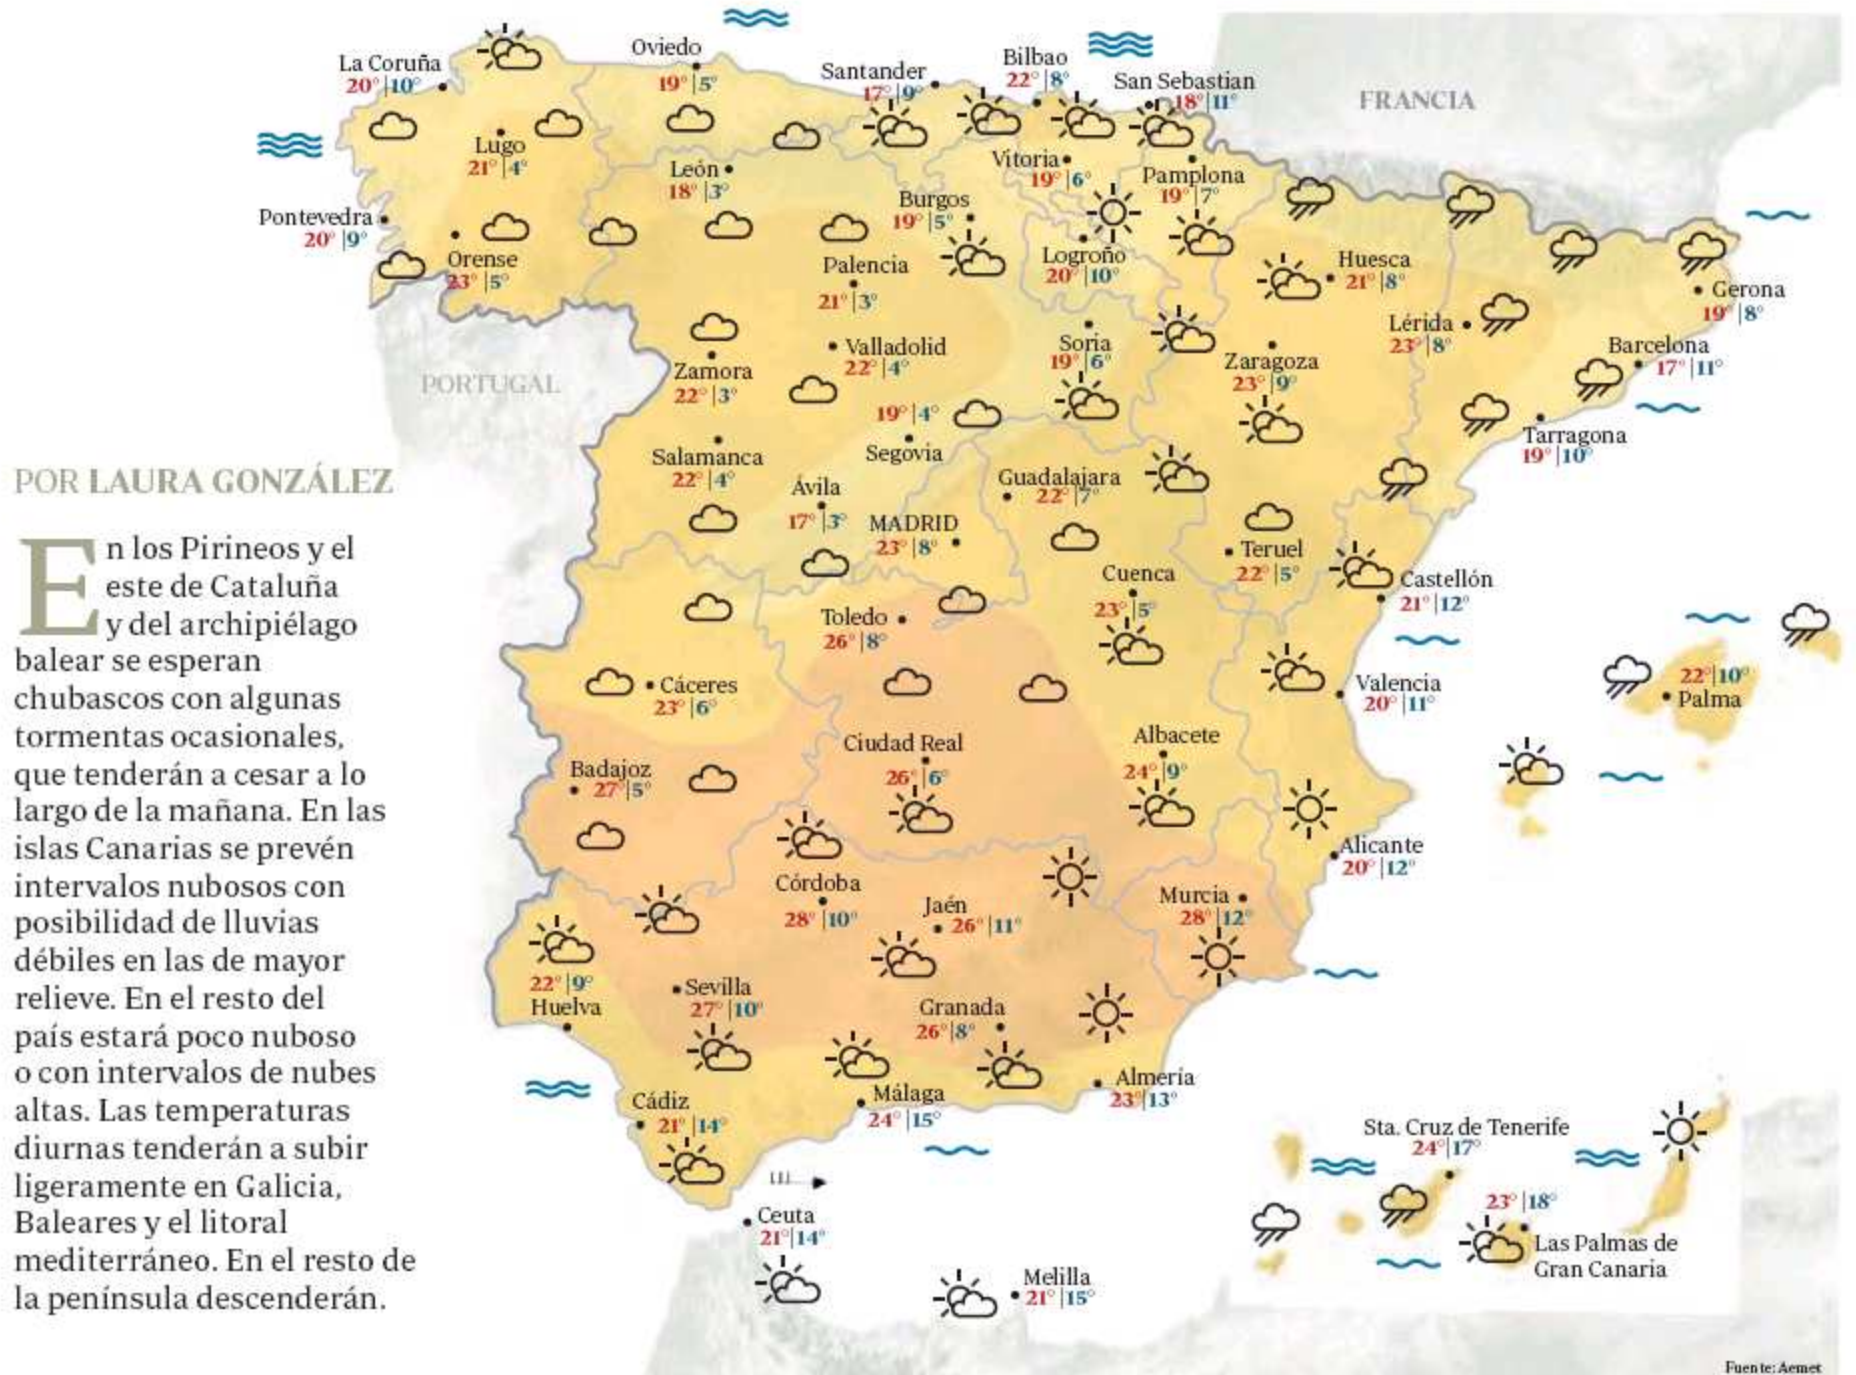 La Coruña
20°|10°
Oviedo
19°|5°
Santander
17°|9°
Bilbao
22°|8°
San Sebastian
18°|11°
FRANCIA
Lugo
21°|4°
León
18°|3°
Vitoria
19°|6°
Pamplona
19°|7°
Pontevedra
20°|9°
Orense
23°|5°
Burgos
19°|5°
Palencia
21°|3°
Logroño
20°|10°
Huesca
21°|8°
Gerona
19°|8°
Lérida
23°|8°
Barcelona
17°|11°
PORTUGAL
Zamora
22°|3°
Valladolid
22°|4°
Soria
19°|6°
Zaragoza
23°|9°
19°|4°
Segovia
Tarragona
19°|10°
Salamanca
22°|4°
Ávila
17°|3°
MADRID
23°|8°
Guadalajara
22°|7°
Teruel
22°|5°
Cuenca
23°|5°
Castellón
21°|12°
Toledo
26°|8°
Cáceres
23°|6°
Valencia
20°|11°
22°|10°
Palma
Ciudad Real
26°|6°
Albacete
24°|9°
Badajoz
27°|5°
Alicante
20°|12°
Córdoba
28°|10°
Jaén
26°|11°
Murcia
28°|12°
22°|9°
Huelva
Sevilla
27°|10°
Granada
26°|8°
Almería
23°|13°
Cádiz
21°|14°
Málaga
24°|15°
Ceuta
21°|14°
Melilla
21°|15°
Sta. Cruz de Tenerife
24°|17°
23°|18°
Las Palmas de
Gran Canaria
POR LAURA GONZÁLEZ
En los Pirineos y el
este de Cataluña
y del archipiélago
balear se esperan
chubascos con algunas
tormentas ocasionales,
que tenderán a cesar a lo
largo de la mañana. En las
islas Canarias se prevén
intervalos nubosos con
posibilidad de lluvias
débiles en las de mayor
relieve. En el resto del
país estará poco nuboso
o con intervalos de nubes
altas. Las temperaturas
diurnas tenderán a subir
ligeramente en Galicia,
Baleares y el litoral
mediterráneo. En el resto de
la península descenderán.
Fuente: Aemet